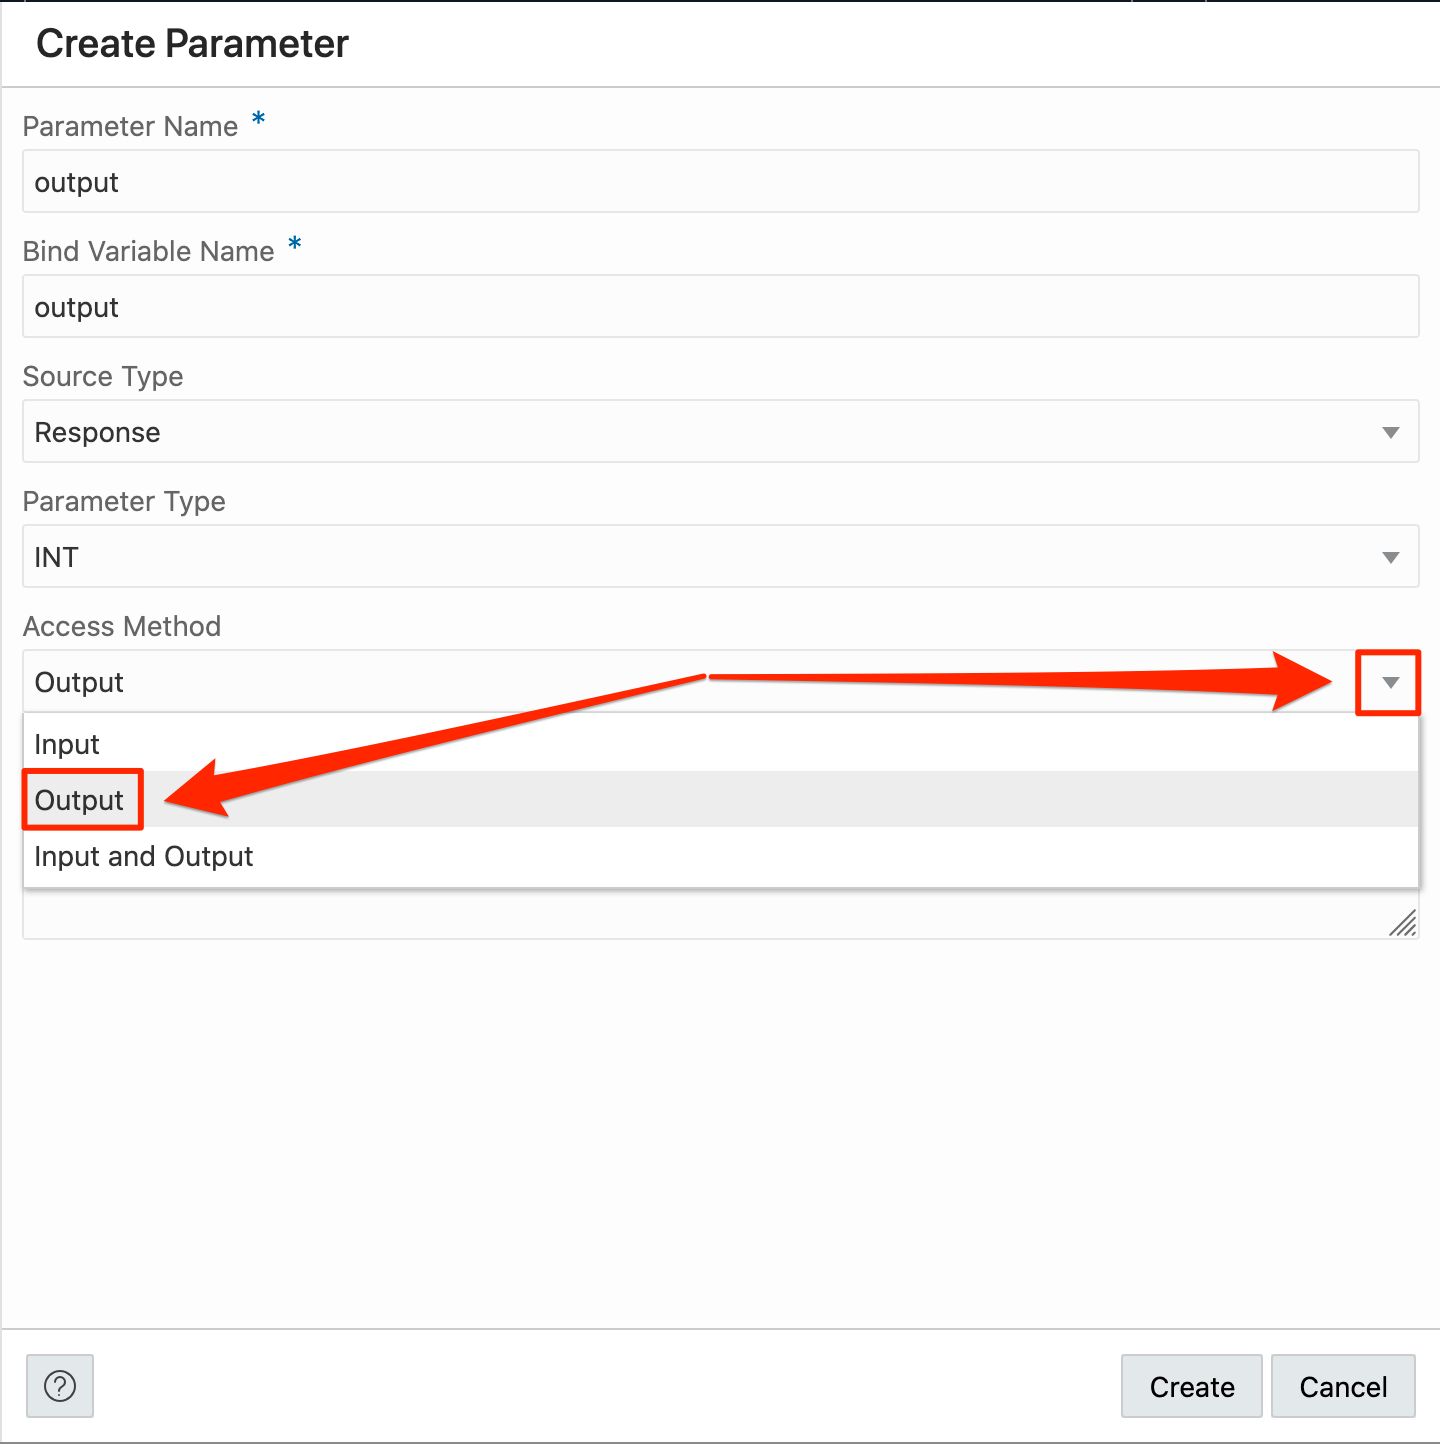 Create Parameter
Parameter Name *
output
Bind Variable Name *
output
Source Type
Response
Parameter Type
INT
Access Method
Output
Input
Output
Input and Output
?
Create Cancel